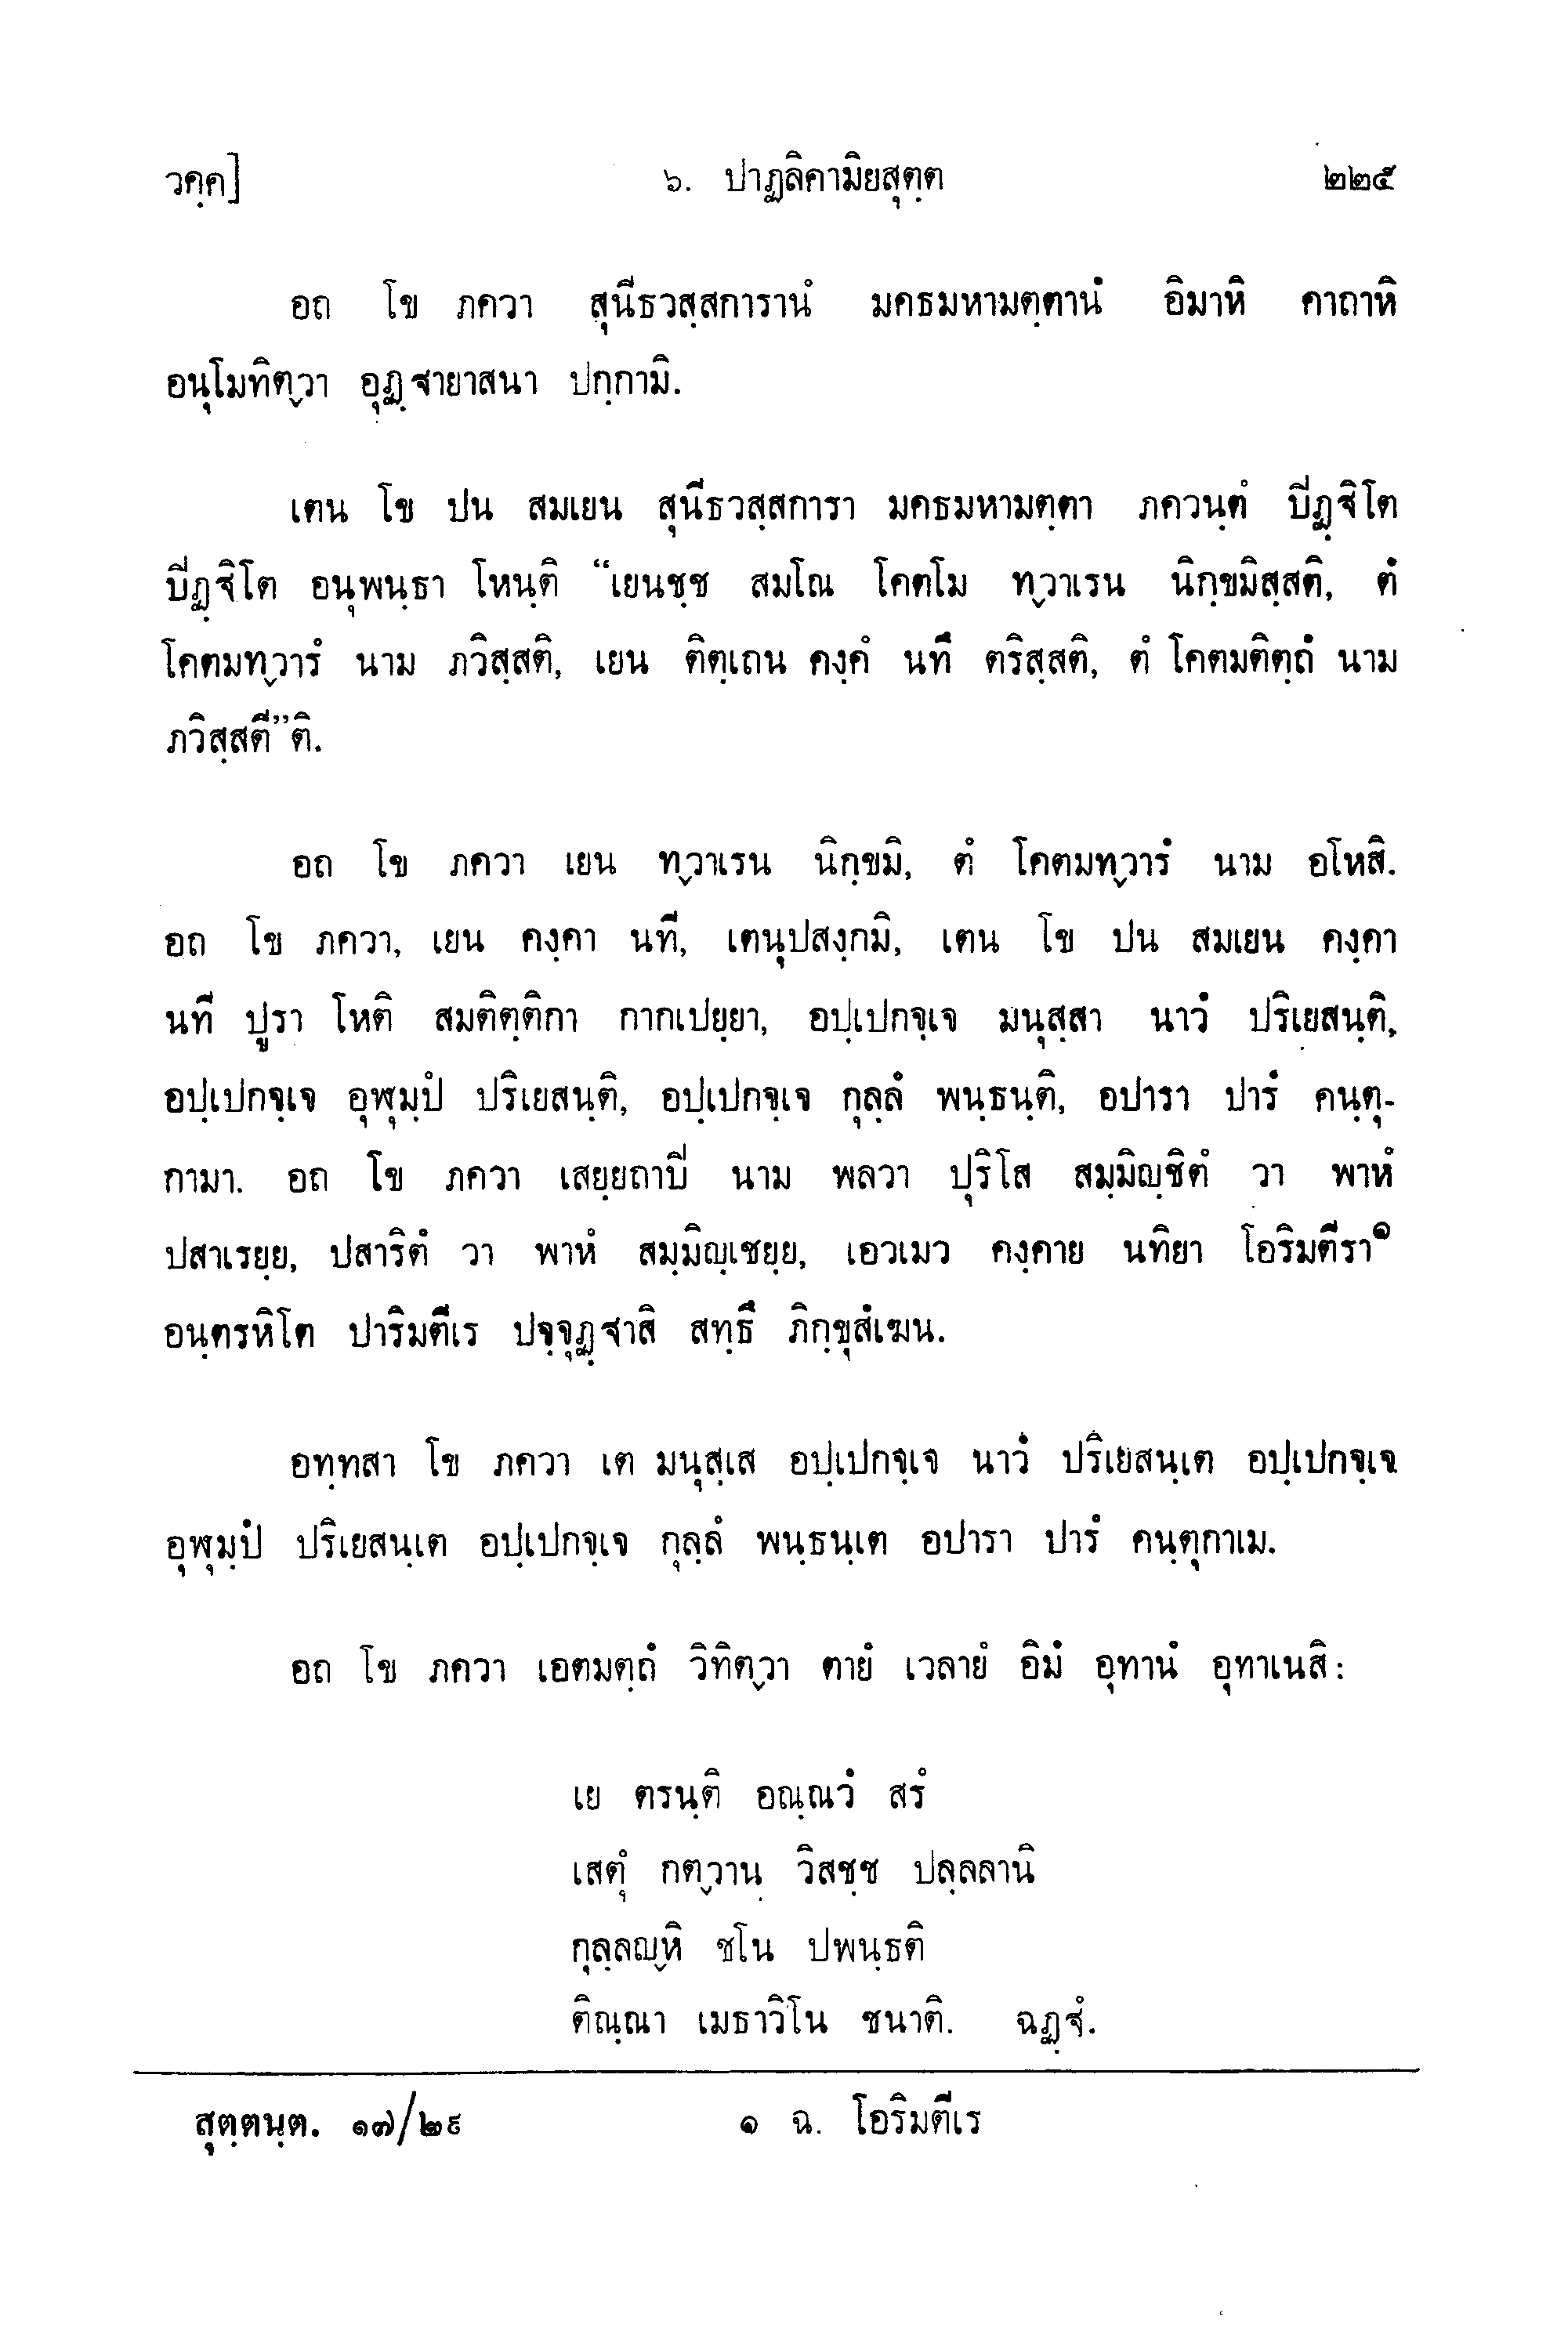 วคฺค]
๖. ปาฏลิคามิยสุตฺต
๒๒๕
อถ โข ภควา สุนีธวสฺสการานํ มคธมหามตฺตานํ อิมาหิ คาถาหิ
อนุโมทิตฺวา อุฏฺฐายาสนา ปกฺกามิ.
เตน โข ปน สมเยน สุนีธวสฺสการา มคธมหามตฺตา ภควนฺตํ ปีฏฺฐิโต
ปีฏฺฐิโต อนุพนฺธา โหนฺติ “เยนชฺช สมโณ โคตโม ทฺวาเรน นิกฺขมิสฺสติ, ตํ
โคตมทฺวารํ นาม ภวิสฺสติ, เยน ติตฺเถน คงฺคํ นทึ ตริสฺสติ, ตํ โคตมติตฺถํ นาม
ภวิสฺสตี”ติ.
อถ โข ภควา เยน ทฺวาเรน นิกฺขมิ, ตํ โคตมทฺวารํ นาม อโหสิ.
อถ โข ภควา, เยน คงฺคา นที, เตนุปสงฺกมิ, เตน โข ปน สมเยน คงฺคา
นที ปูรา โหติ สมติตฺติกา กากเปยฺยา, อปฺเปกจฺเจ มนุสฺสา นาวํ ปริเยสนฺติ,
อปฺเปกจฺเจ อุฬุมฺปํ ปริเยสนฺติ, อปฺเปกจฺเจ กุลฺลํ พนฺธนฺติ, อปารา ปารํ คนฺตุ-
กามา. อถ โข ภควา เสยฺยถาปี นาม พลวา ปุริโส สมฺมิญฺชิตํ วา พาหํ
ปสาเรยฺย, ปสาริตํ วา พาหํ สมฺมิญฺเชยฺย, เอวเมว คงฺคาย นทิยา โอริมตีรา๑
อนฺตรหิโต ปาริมตีเร ปจฺจุฏฺฐาสิ สทฺธึ ภิกฺขุสํเฆน.
อทฺทสา โข ภควา เต มนุสฺเส อปฺเปกจฺเจ นาวํ ปริเยสนฺเต อปฺเปกจฺเจ
อุฬุมฺปํ ปริเยสนฺเต อปฺเปกจฺเจ กุลฺลํ พนฺธนฺเต อปารา ปารํ คนฺตุกาเม.
อถ โข ภควา เอตมตฺถํ วิทิตฺวา ตายํ เวลายํ อิมํ อุทานํ อุทาเนสิ:
เย ตรนฺติ อณฺณวํ สรํ
เสตุํ กตฺวานฺ วิสชฺช ปลฺลลานิ
กุลฺลญฺหิ ชโน ปพนฺธติ
ติณฺณา เมธาวิโน ชนาติ. ฉฏฺฐํ.
สุตฺตนฺต. ๑๗/๒๙
๑ ฉ. โอริมตีเร